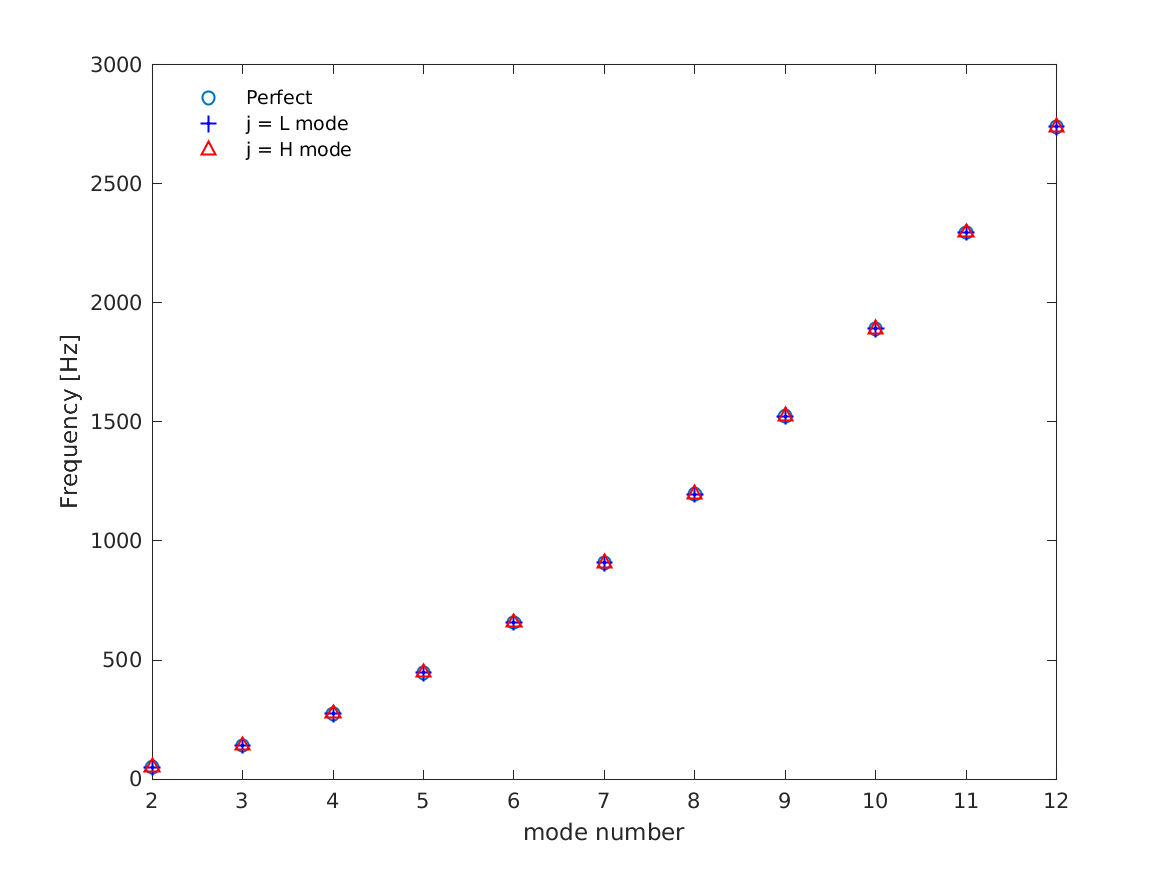 3000
2500
2000
1500
1000
500
0
Frequency [Hz]
Perfect
j = L mode
j = H mode
2 3 4 5 6 7 8 9 10 11 12
mode number